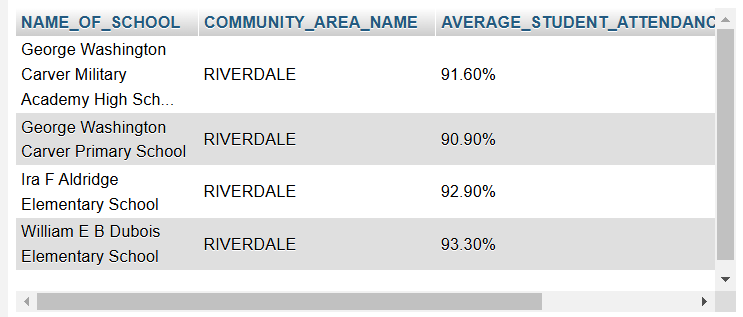 NAME_OF_SCHOOL COMMUNITY_AREA_NAME AVERAGE_STUDENT_ATTENDANC
George Washington
Carver Military
Academy High Sch... RIVERDALE 91.60%
George Washington
Carver Primary School RIVERDALE 90.90%
Ira F Aldridge
Elementary School RIVERDALE 92.90%
William E B Dubois
Elementary School RIVERDALE 93.30%